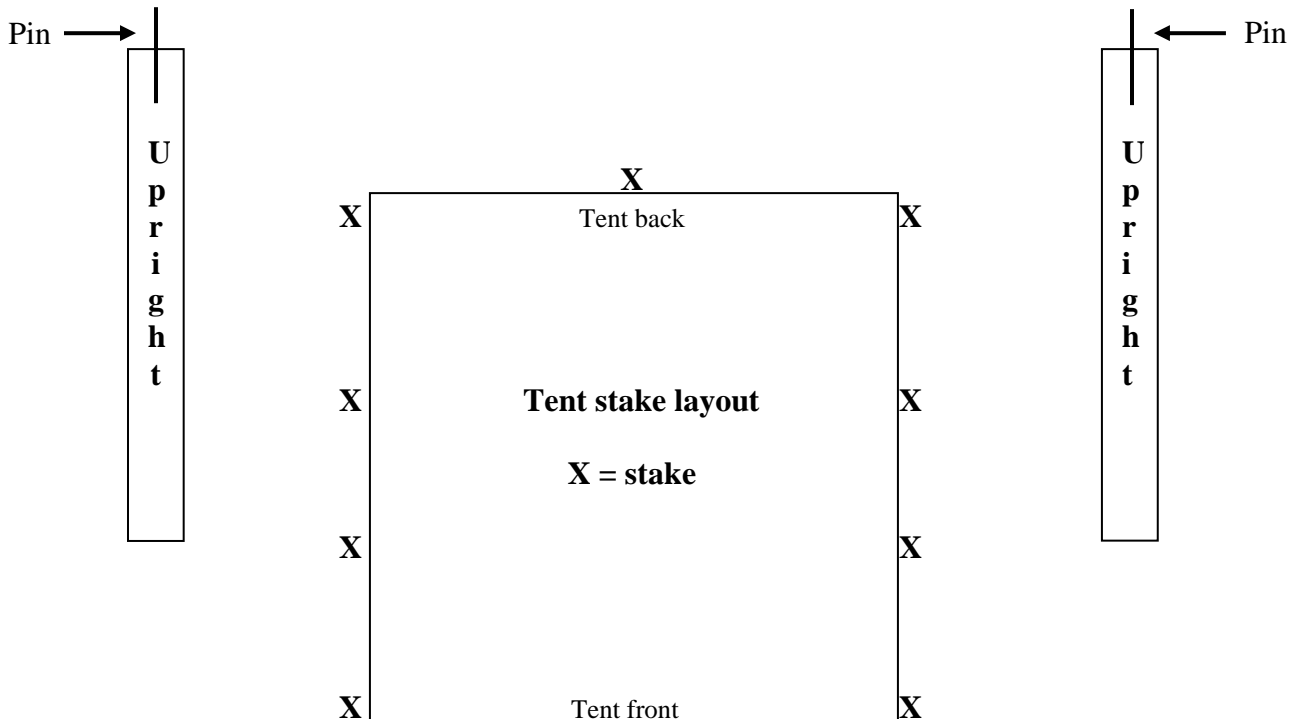 Pin
Pin
U
p
r
i
g
h
t
U
p
r
i
g
h
t
X
X
Tent back
X
X
Tent stake layout
X
X = stake
X
X
X
Tent front
X